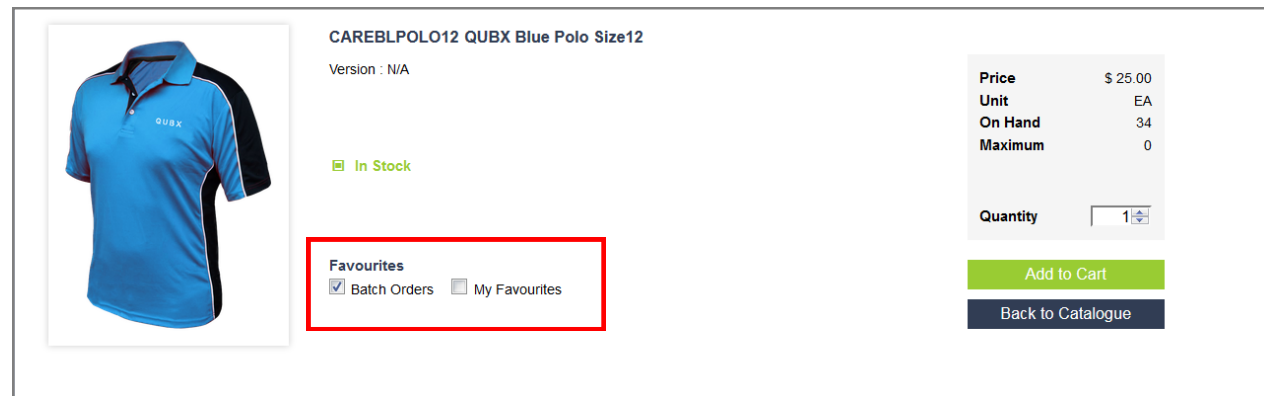 CAREBLPOLO12 QUBX Blue Polo Size12
Version : N/A
QUBX
In Stock
Favourites
Batch Orders My Favourites
Price $ 25.00
Unit EA
On Hand 34
Maximum 0
Quantity 1
Add to Cart
Back to Catalogue